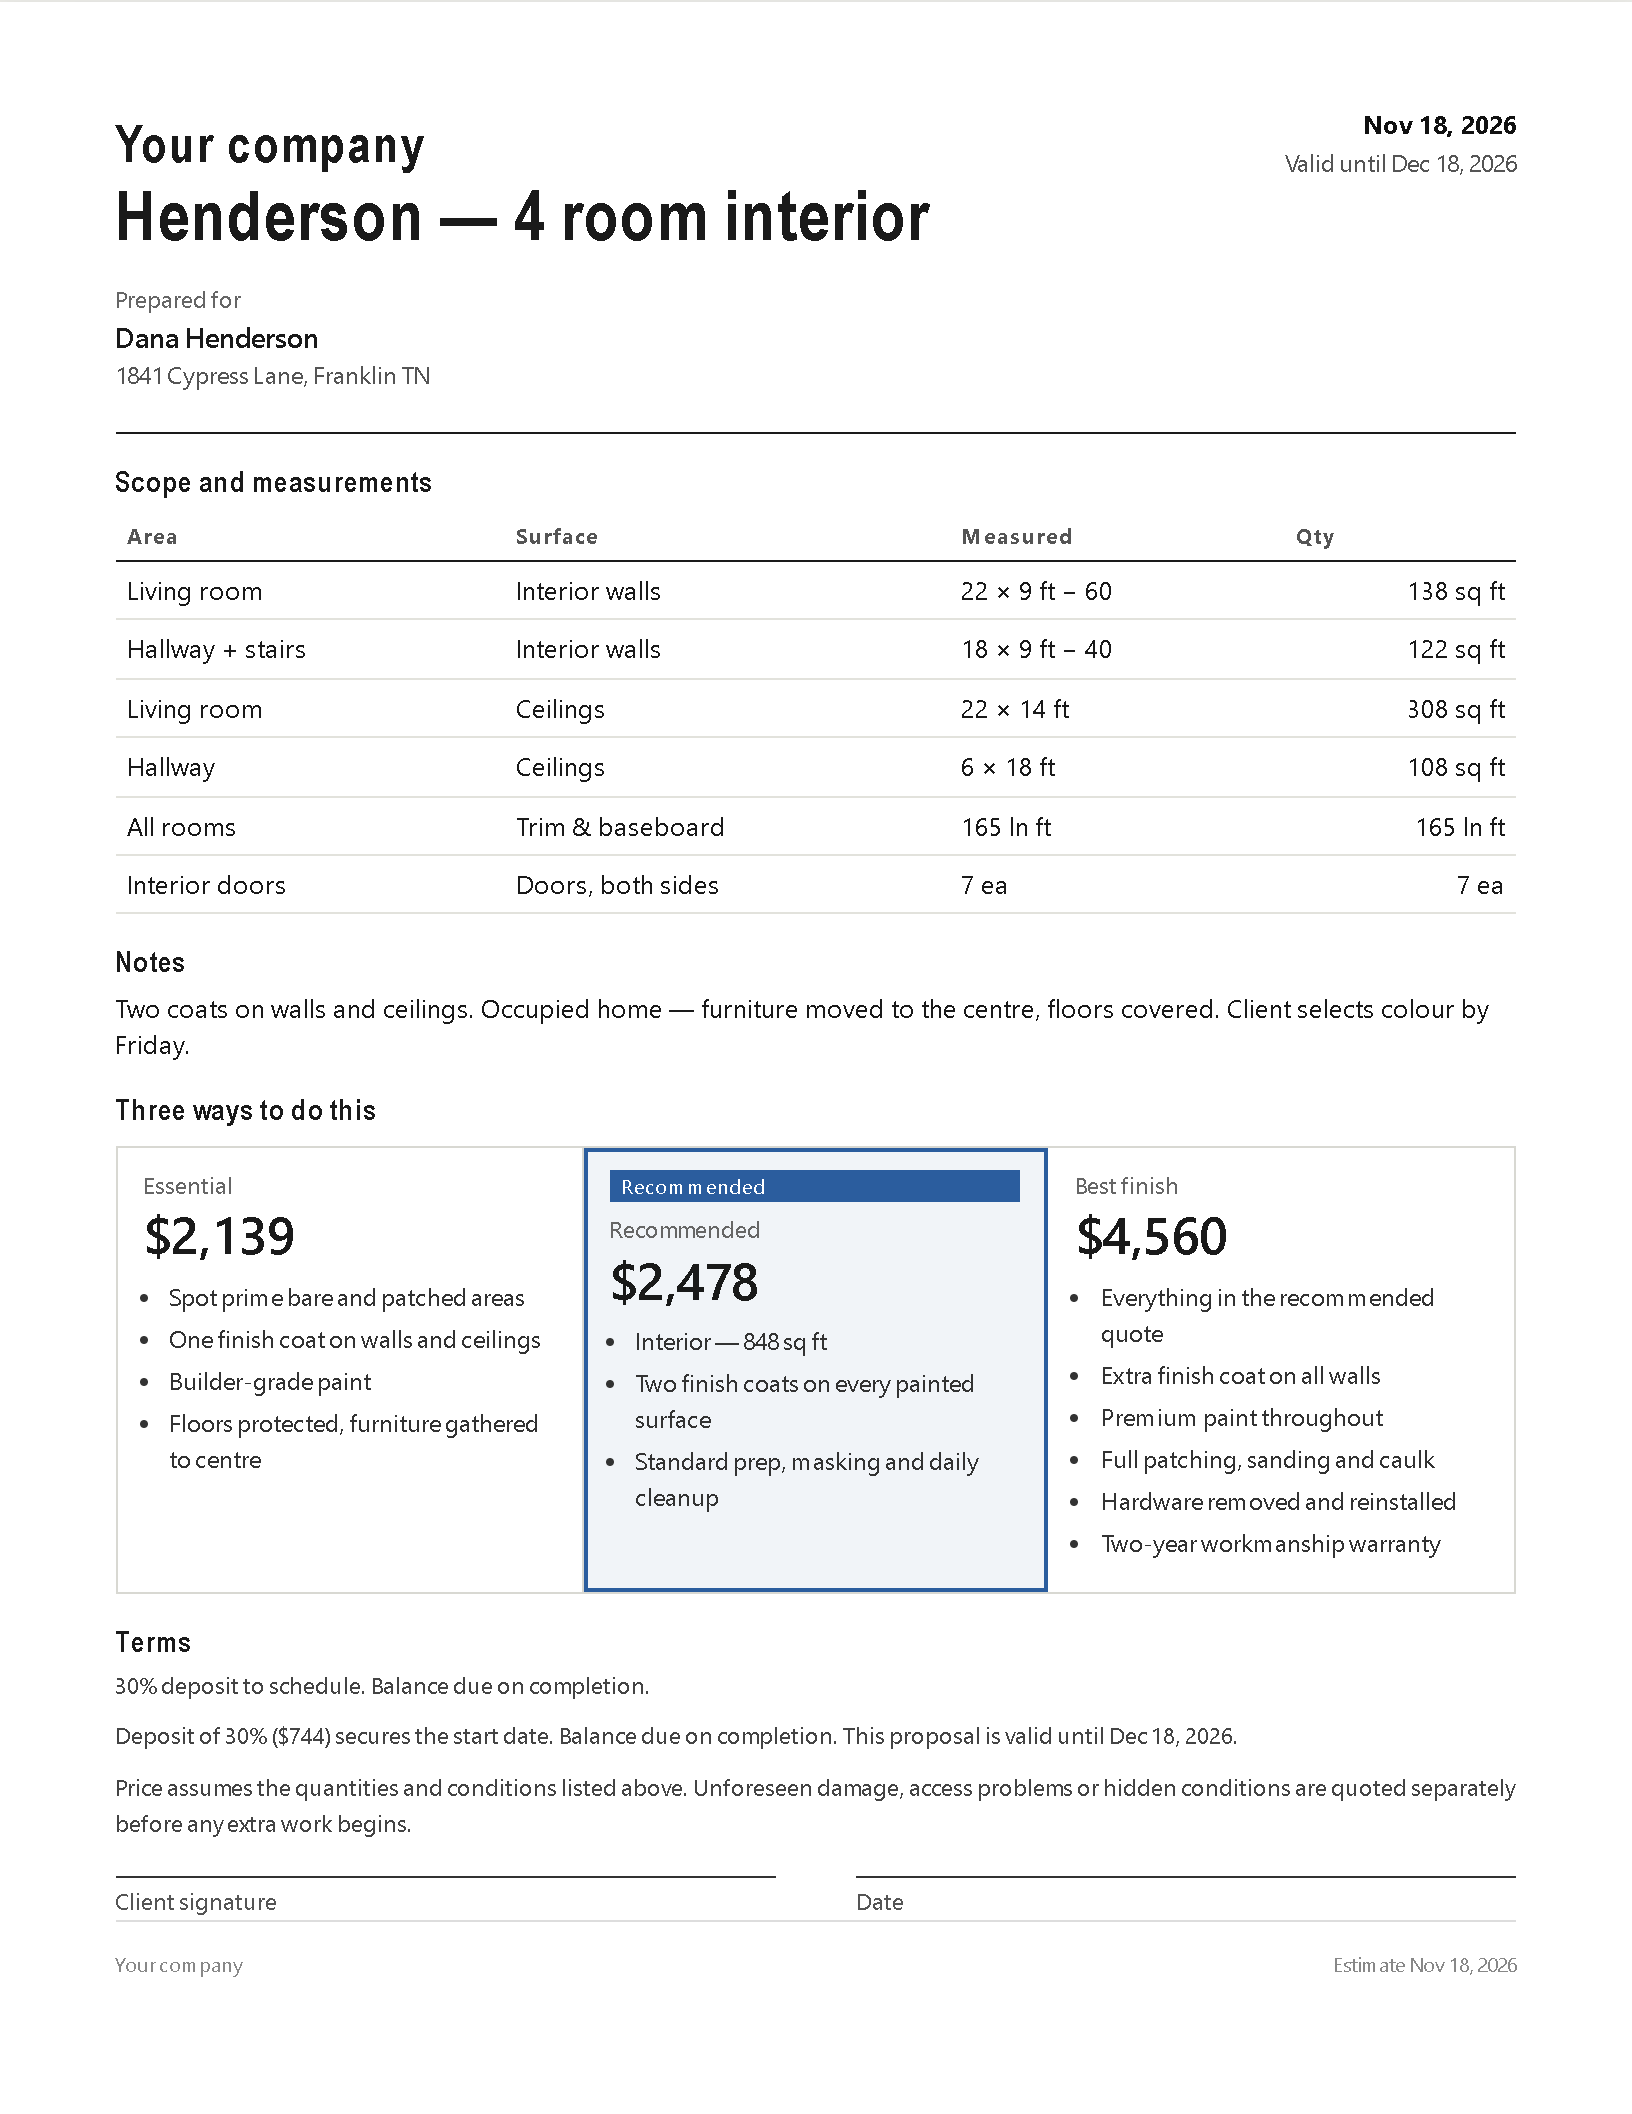 Your company
Nov 18, 2026
Valid until Dec 18, 2026
Henderson — 4 room interior
Prepared for
Dana Henderson
1841 Cypress Lane, Franklin TN
Scope and measurements
Area Surface Measured Qty
Living room Interior walls 22 × 9 ft – 60 138 sq ft
Hallway + stairs Interior walls 18 × 9 ft – 40 122 sq ft
Living room Ceilings 22 × 14 ft 308 sq ft
Hallway Ceilings 6 × 18 ft 108 sq ft
All rooms Trim & baseboard 165 ln ft 165 ln ft
Interior doors Doors, both sides 7 ea 7 ea
Notes
Two coats on walls and ceilings. Occupied home — furniture moved to the centre, floors covered. Client selects colour by
Friday.
Three ways to do this
Essential
$2,139
• Spot prime bare and patched areas
• One finish coat on walls and ceilings
• Builder-grade paint
• Floors protected, furniture gathered
to centre
Recommended
Recommended
$2,478
• Interior — 848 sq ft
• Two finish coats on every painted
surface
• Standard prep, masking and daily
cleanup
Best finish
$4,560
• Everything in the recommended
quote
• Extra finish coat on all walls
• Premium paint throughout
• Full patching, sanding and caulk
• Hardware removed and reinstalled
• Two-year workmanship warranty
Terms
30% deposit to schedule. Balance due on completion.
Deposit of 30% ($744) secures the start date. Balance due on completion. This proposal is valid until Dec 18, 2026.
Price assumes the quantities and conditions listed above. Unforeseen damage, access problems or hidden conditions are quoted separately
before any extra work begins.
Client signature Date
Your company Estimate Nov 18, 2026